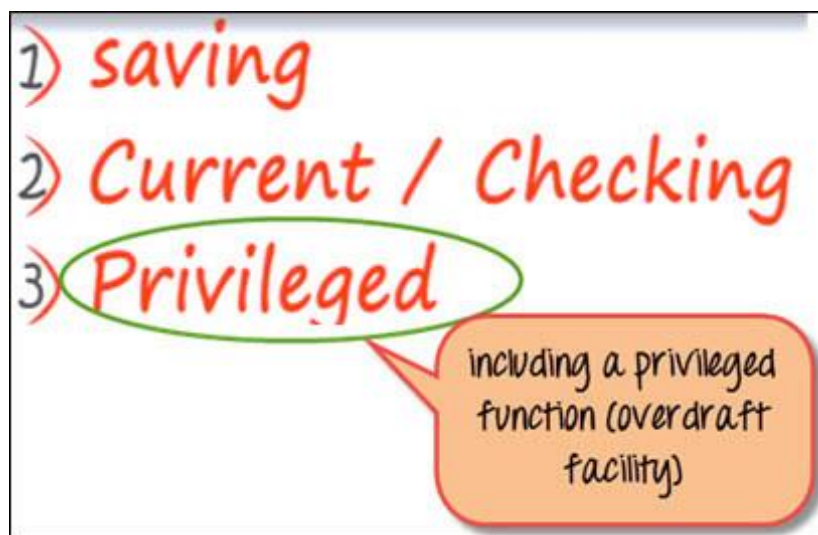 1) saving
2) Current / Checking
3) Privileged
including a privileged
function (overdraft
facility)